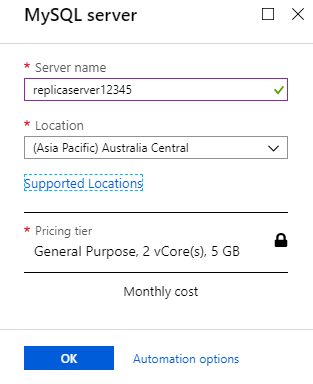 MySQL server
* Server name
replicaserver12345
* Location
(Asia Pacific) Australia Central
Supported Locations
* Pricing tier
General Purpose, 2 vCore(s), 5 GB
Monthly cost
OK
Automation options